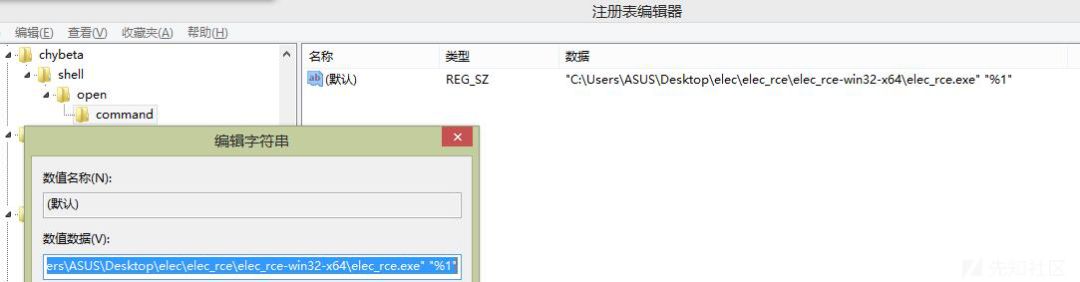 注册表编辑器
编辑(E) 查看(V) 收藏夹(A) 帮助(H)
chybeta
shell
open
command
名称 类型 数据
ab (默认) REG_SZ "C:\Users\ASUS\Desktop\elec\elec_rce\elec_rce-win32-x64\elec_rce.exe" "%1"
编辑字符串
数值名称(N):
(默认)
数值数据(V):
ers\ASUS\Desktop\elec\elec_rce\elec_rce-win32-x64\elec_rce.exe" "%1"
先知社区